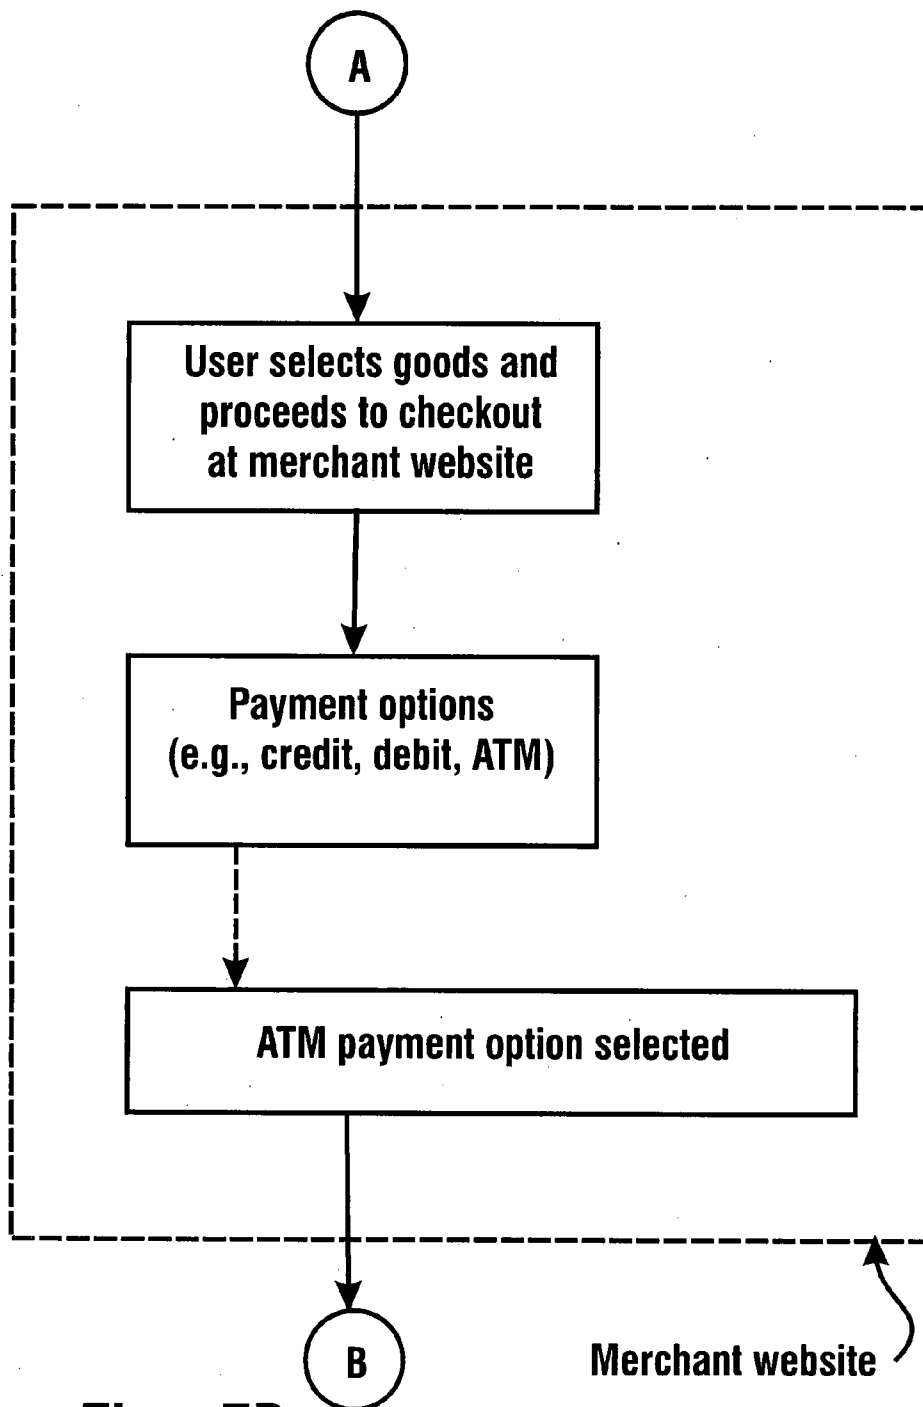 A
User selects goods and
proceeds to checkout
at merchant website
Payment options
(e.g., credit, debit, ATM)
ATM payment option selected
B
Merchant website